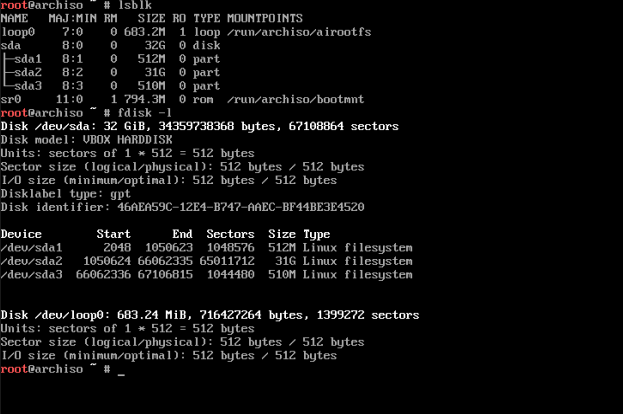 root@archiso ~ # lsblk
NAME   MAJ:MIN RM   SIZE RO TYPE MOUNTPOINTS
loop0    7:0    0 683.2M  1 loop /run/archiso/airootfs
sda      8:0    0    32G  0 disk
├─sda1   8:1    0   512M  0 part
├─sda2   8:2    0    31G  0 part
└─sda3   8:3    0   510M  0 part
sr0     11:0    1 794.3M  0 rom  /run/archiso/bootmnt
root@archiso ~ # fdisk -l
Disk /dev/sda: 32 GiB, 34359738368 bytes, 67108864 sectors
Disk model: VBOX HARDDISK
Units: sectors of 1 * 512 = 512 bytes
Sector size (logical/physical): 512 bytes / 512 bytes
I/O size (minimum/optimal): 512 bytes / 512 bytes
Disklabel type: gpt
Disk identifier: 46AEA59C-12E4-B747-AAEC-BF44BE3E4520
Device        Start      End  Sectors  Size Type
/dev/sda1      2048  1050623  1048576  512M Linux filesystem
/dev/sda2   1050624 66062335 65011712   31G Linux filesystem
/dev/sda3  66062336 67106815  1044480  510M Linux filesystem
Disk /dev/loop0: 683.24 MiB, 716427264 bytes, 1399272 sectors
Units: sectors of 1 * 512 = 512 bytes
Sector size (logical/physical): 512 bytes / 512 bytes
I/O size (minimum/optimal): 512 bytes / 512 bytes
root@archiso ~ # _